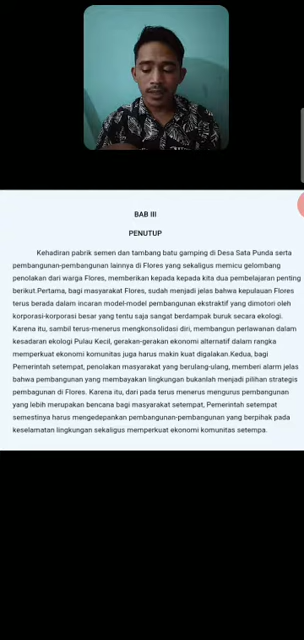 BAB III
PENUTUP
Kehadiran pabrik semen dan tambang batu gamping di Desa Sata Punda serta
pembangunan-pembangunan lainnya di Flores yang sekaligus memicu gelombang
penolakan dari warga Flores, memberikan kepada kepada kita dua pembelajaran penting
berikut.Pertama, bagi masyarakat Flores, sudah menjadi jelas bahwa kepulauan Flores
terus berada dalam incaran model-model pembangunan ekstraktif yang dimotori oleh
korporasi-korporasi besar yang tentu saja sangat berdampak buruk secara ekologi.
Karena itu, sambil terus-menerus mengkonsolidasi diri, membangun perlawanan dalam
kesadaran ekologi Pulau Kecil, gerakan-gerakan ekonomi alternatif dalam rangka
memperkuat ekonomi komunitas juga harus makin kuat digalakan.Kedua, bagi
Pemerintah setempat, penolakan masyarakat yang berulang-ulang, memberi alarm jelas
bahwa pembangunan yang membayakan lingkungan bukanlah menjadi pilihan strategis
pembagunan di Flores. Karena itu, dari pada terus menerus mengurus pembangunan
yang lebih merupakan bencana bagi masyarakat setempat, Pemerintah setempat
semestinya harus mengedepankan pembangunan-pembangunan yang berpihak pada
keselamatan lingkungan sekaligus memperkuat ekonomi komunitas setempa.